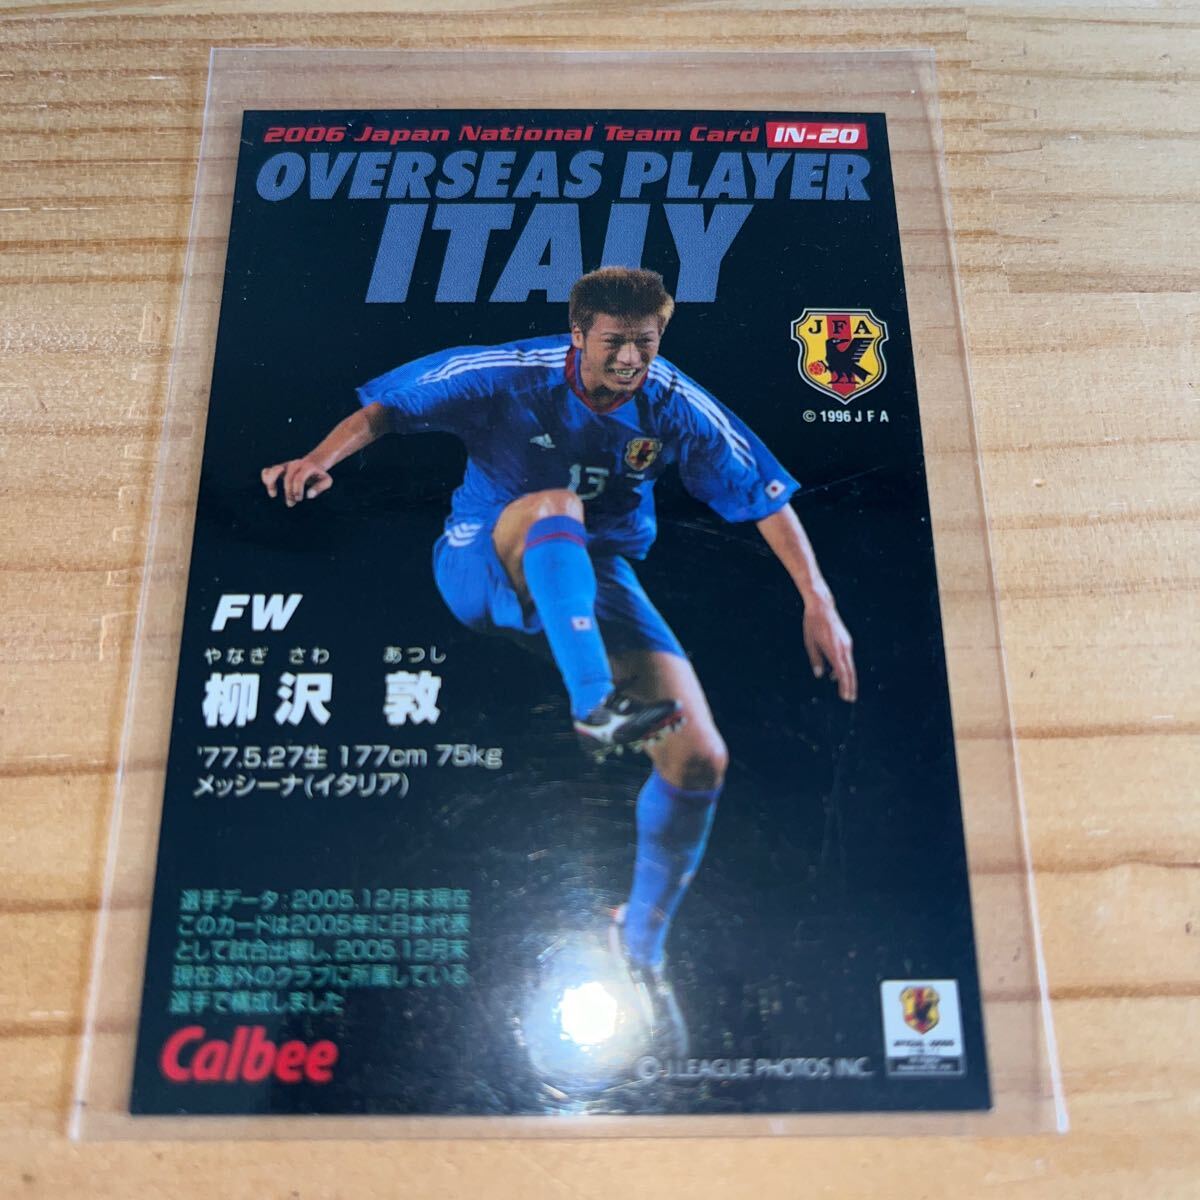 2006 Japan National Team Card IN-20
OVERSEAS PLAYER
ITALY
JFA
© 1996 J F A
13
FW
やなぎ さわ あつし
柳沢 敦
'77.5.27生 177cm 75kg
メッシーナ(イタリア)
選手データ:2005.12月末現在
このカードは2005年に日本代表
として試合出場し、2005.12月末
現在海外のクラブに所属している
選手で構成しました
Calbee
© J.LEAGUE PHOTOS INC.